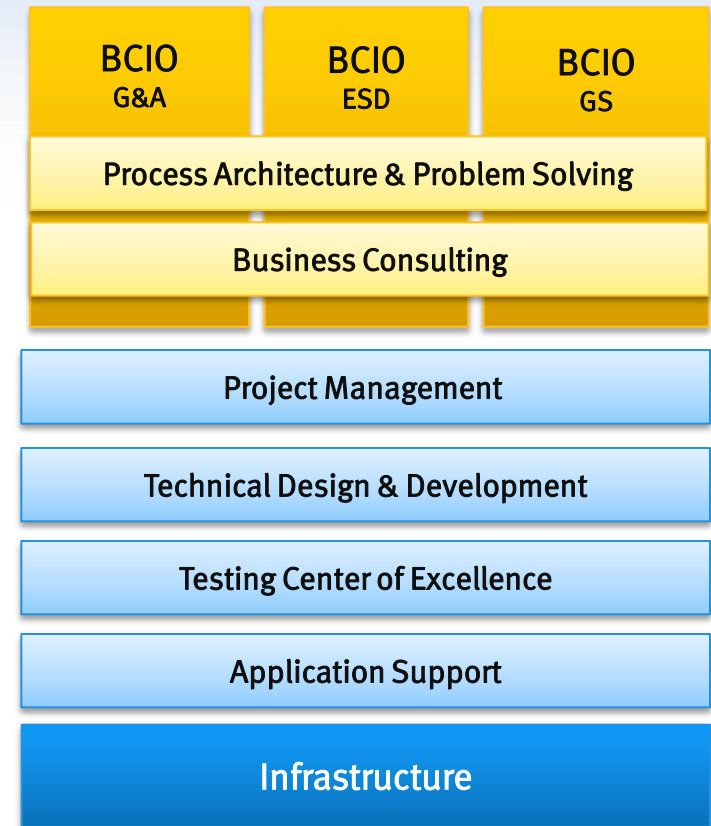 BCIO
G&A
BCIO
ESD
BCIO
GS
Process Architecture & Problem Solving
Business Consulting
Project Management
Technical Design & Development
Testing Center of Excellence
Application Support
Infrastructure